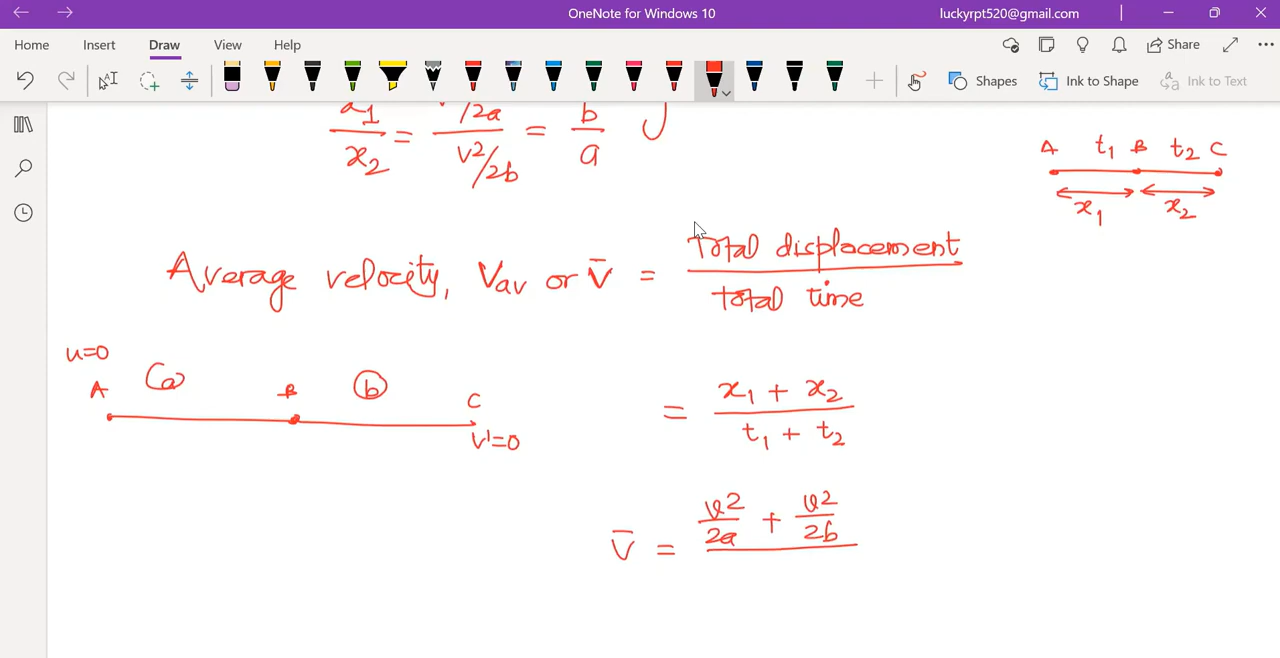 OneNote for Windows 10
luckyrpt520@gmail.com
Home Insert Draw View Help
Share
Shapes Ink to Shape Ink to Text
x1/x2 = v²/2a / v²/2b = b/a
A t1 B t2 C
x1 x2
Average velocity, Vav or V̄ = Total displacement / total time
u=0
A a B b C
v'=0
= x1 + x2 / t1 + t2
V̄ = v²/2a + v²/2b